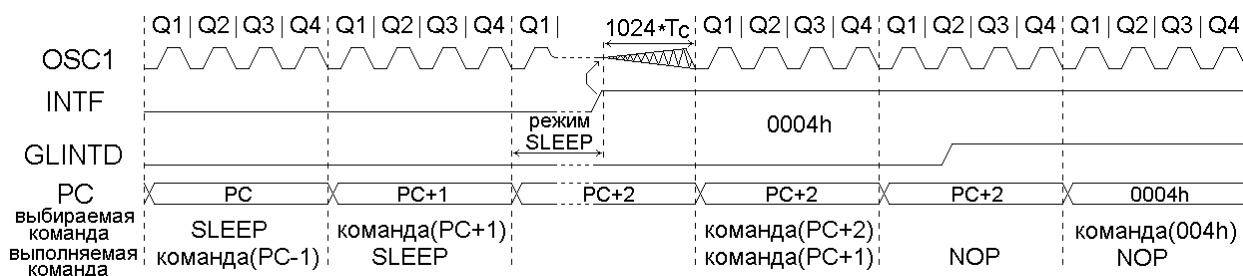 Q1 Q2 Q3 Q4 Q1 Q2 Q3 Q4 Q1 1024*Tc Q1 Q2 Q3 Q4 Q1 Q2 Q3 Q4 Q1 Q2 Q3 Q4
OSC1
INTF
режим
SLEEP
0004h
GLINTD
PC PC PC+1 PC+2 PC+2 PC+2 0004h
выбираемая
команда
SLEEP команда(PC+1) команда(PC+2) команда(004h)
выполняемая
команда
команда(PC-1) SLEEP команда(PC+1) NOP NOP